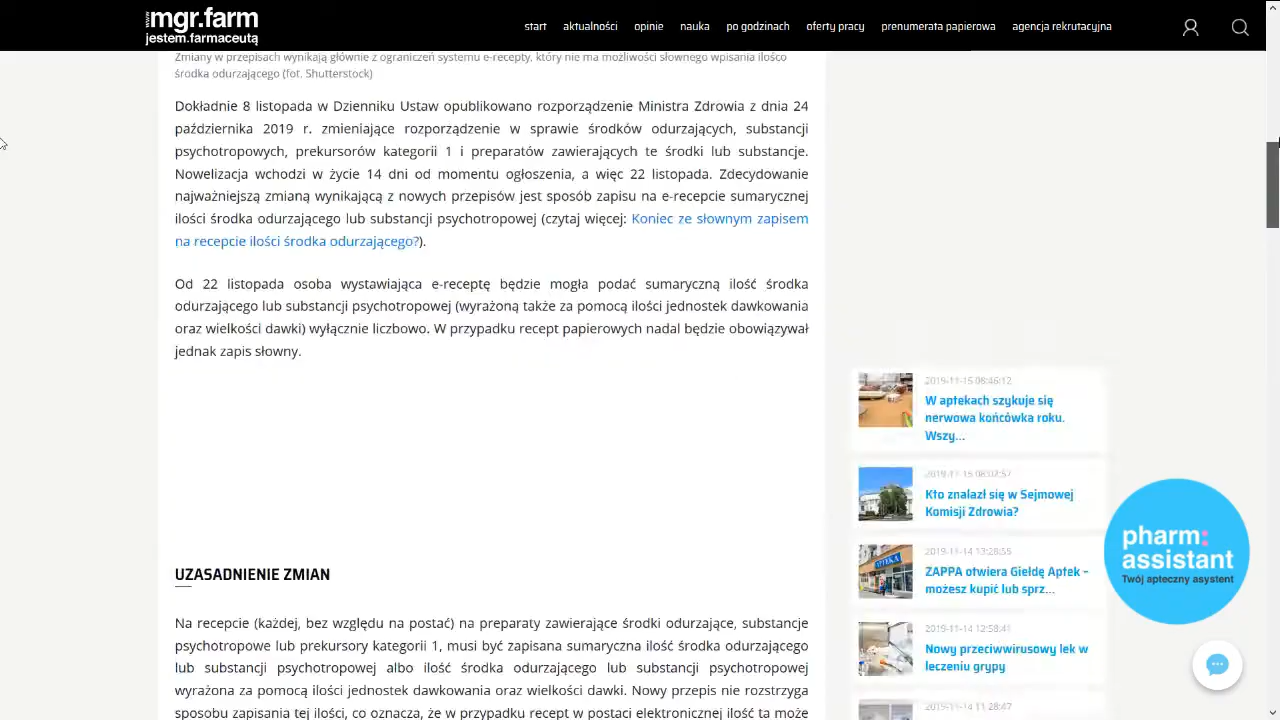 www.mgr.farm
jestem.farmaceutą
start aktualności opinie nauka po godzinach oferty pracy prenumerata papierowa agencja rekrutacyjna
Zmiany w przepisach wynikają głównie z ograniczeń systemu e-recepty, który nie ma możliwości słownego wpisania ilośco
środka odurzającego (fot. Shutterstock)
Dokładnie 8 listopada w Dzienniku Ustaw opublikowano rozporządzenie Ministra Zdrowia z dnia 24
października 2019 r. zmieniające rozporządzenie w sprawie środków odurzających, substancji
psychotropowych, prekursorów kategorii 1 i preparatów zawierających te środki lub substancje.
Nowelizacja wchodzi w życie 14 dni od momentu ogłoszenia, a więc 22 listopada. Zdecydowanie
najważniejszą zmianą wynikającą z nowych przepisów jest sposób zapisu na e-recepcie sumarycznej
ilości środka odurzającego lub substancji psychotropowej (czytaj więcej: Koniec ze słownym zapisem
na recepcie ilości środka odurzającego?).
Od 22 listopada osoba wystawiająca e-receptę będzie mogła podać sumaryczną ilość środka
odurzającego lub substancji psychotropowej (wyrażoną także za pomocą ilości jednostek dawkowania
oraz wielkości dawki) wyłącznie liczbowo. W przypadku recept papierowych nadal będzie obowiązywał
jednak zapis słowny.
UZASADNIENIE ZMIAN
Na recepcie (każdej, bez względu na postać) na preparaty zawierające środki odurzające, substancje
psychotropowe lub prekursory kategorii 1, musi być zapisana sumaryczna ilość środka odurzającego
lub substancji psychotropowej albo ilość środka odurzającego lub substancji psychotropowej
wyrażona za pomocą ilości jednostek dawkowania oraz wielkości dawki. Nowy przepis nie rozstrzyga
sposobu zapisania tej ilości, co oznacza, że w przypadku recept w postaci elektronicznej ilość ta może
2019-11-15 08:46:12
W aptekach szykuje się
nerwowa końcówka roku.
Wszy...
2019-11-15 08:02:57
Kto znalazł się w Sejmowej
Komisji Zdrowia?
2019-11-14 13:28:55
ZAPPA otwiera Giełdę Aptek –
możesz kupić lub sprz...
2019-11-14 12:58:41
Nowy przeciwwirusowy lek w
leczeniu grypy
2019-11-14 11:28:47
pharm:
assistant
Twój apteczny asystent